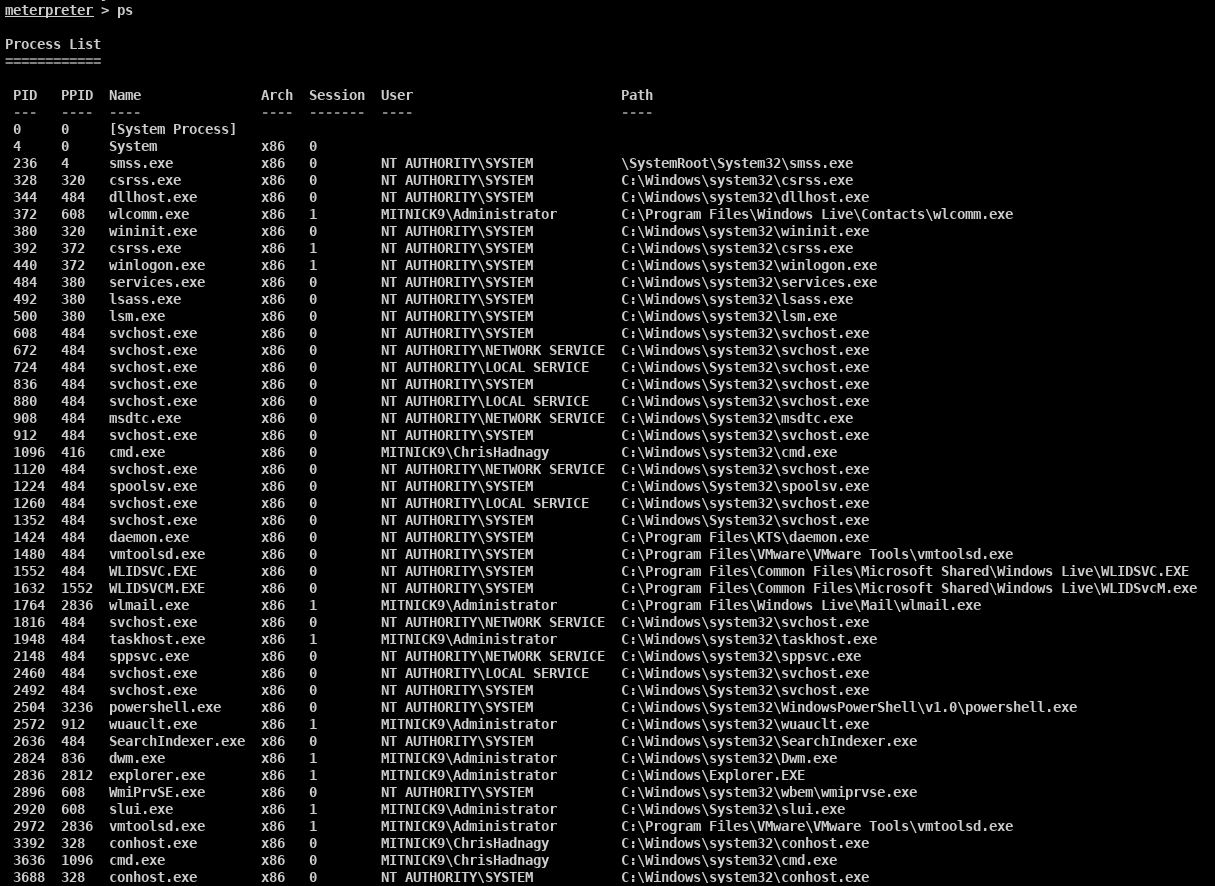 meterpreter > ps
Process List
============
PID PPID Name Arch Session User Path
--- ---- ---- ---- ------- ---- ----
0 0 [System Process]
4 0 System x86 0
236 4 smss.exe x86 0 NT AUTHORITY\SYSTEM \SystemRoot\System32\smss.exe
328 320 csrss.exe x86 0 NT AUTHORITY\SYSTEM C:\Windows\system32\csrss.exe
344 484 dllhost.exe x86 0 NT AUTHORITY\SYSTEM C:\Windows\system32\dllhost.exe
372 608 wlcomm.exe x86 1 MITNICK9\Administrator C:\Program Files\Windows Live\Contacts\wlcomm.exe
380 320 wininit.exe x86 0 NT AUTHORITY\SYSTEM C:\Windows\system32\wininit.exe
392 372 csrss.exe x86 1 NT AUTHORITY\SYSTEM C:\Windows\system32\csrss.exe
440 372 winlogon.exe x86 1 NT AUTHORITY\SYSTEM C:\Windows\system32\winlogon.exe
484 380 services.exe x86 0 NT AUTHORITY\SYSTEM C:\Windows\system32\services.exe
492 380 lsass.exe x86 0 NT AUTHORITY\SYSTEM C:\Windows\system32\lsass.exe
500 380 lsm.exe x86 0 NT AUTHORITY\SYSTEM C:\Windows\system32\lsm.exe
608 484 svchost.exe x86 0 NT AUTHORITY\SYSTEM C:\Windows\system32\svchost.exe
672 484 svchost.exe x86 0 NT AUTHORITY\NETWORK SERVICE C:\Windows\system32\svchost.exe
724 484 svchost.exe x86 0 NT AUTHORITY\LOCAL SERVICE C:\Windows\System32\svchost.exe
836 484 svchost.exe x86 0 NT AUTHORITY\SYSTEM C:\Windows\System32\svchost.exe
880 484 svchost.exe x86 0 NT AUTHORITY\LOCAL SERVICE C:\Windows\system32\svchost.exe
908 484 msdtc.exe x86 0 NT AUTHORITY\NETWORK SERVICE C:\Windows\System32\msdtc.exe
912 484 svchost.exe x86 0 NT AUTHORITY\SYSTEM C:\Windows\system32\svchost.exe
1096 416 cmd.exe x86 0 MITNICK9\ChrisHadnagy C:\Windows\system32\cmd.exe
1120 484 svchost.exe x86 0 NT AUTHORITY\NETWORK SERVICE C:\Windows\system32\svchost.exe
1224 484 spoolsv.exe x86 0 NT AUTHORITY\SYSTEM C:\Windows\System32\spoolsv.exe
1260 484 svchost.exe x86 0 NT AUTHORITY\LOCAL SERVICE C:\Windows\system32\svchost.exe
1352 484 svchost.exe x86 0 NT AUTHORITY\SYSTEM C:\Windows\System32\svchost.exe
1424 484 daemon.exe x86 0 NT AUTHORITY\SYSTEM C:\Program Files\KTS\daemon.exe
1480 484 vmtoolsd.exe x86 0 NT AUTHORITY\SYSTEM C:\Program Files\VMware\VMware Tools\vmtoolsd.exe
1552 484 WLIDSVC.EXE x86 0 NT AUTHORITY\SYSTEM C:\Program Files\Common Files\Microsoft Shared\Windows Live\WLIDSVC.EXE
1632 1552 WLIDSVCM.EXE x86 0 NT AUTHORITY\SYSTEM C:\Program Files\Common Files\Microsoft Shared\Windows Live\WLIDSvcM.exe
1764 2836 wlmail.exe x86 1 MITNICK9\Administrator C:\Program Files\Windows Live\Mail\wlmail.exe
1816 484 svchost.exe x86 0 NT AUTHORITY\NETWORK SERVICE C:\Windows\system32\svchost.exe
1948 484 taskhost.exe x86 1 MITNICK9\Administrator C:\Windows\system32\taskhost.exe
2148 484 sppsvc.exe x86 0 NT AUTHORITY\NETWORK SERVICE C:\Windows\system32\sppsvc.exe
2460 484 svchost.exe x86 0 NT AUTHORITY\LOCAL SERVICE C:\Windows\system32\svchost.exe
2492 484 svchost.exe x86 0 NT AUTHORITY\SYSTEM C:\Windows\System32\svchost.exe
2504 3236 powershell.exe x86 0 NT AUTHORITY\SYSTEM C:\Windows\System32\WindowsPowerShell\v1.0\powershell.exe
2572 912 wuauclt.exe x86 1 MITNICK9\Administrator C:\Windows\system32\wuauclt.exe
2636 484 SearchIndexer.exe x86 0 NT AUTHORITY\SYSTEM C:\Windows\system32\SearchIndexer.exe
2824 836 dwm.exe x86 1 MITNICK9\Administrator C:\Windows\system32\Dwm.exe
2836 2812 explorer.exe x86 1 MITNICK9\Administrator C:\Windows\Explorer.EXE
2896 608 WmiPrvSE.exe x86 0 NT AUTHORITY\SYSTEM C:\Windows\system32\wbem\wmiprvse.exe
2920 608 slui.exe x86 1 MITNICK9\Administrator C:\Windows\System32\slui.exe
2972 2836 vmtoolsd.exe x86 1 MITNICK9\Administrator C:\Program Files\VMware\VMware Tools\vmtoolsd.exe
3392 328 conhost.exe x86 0 MITNICK9\ChrisHadnagy C:\Windows\system32\conhost.exe
3636 1096 cmd.exe x86 0 MITNICK9\ChrisHadnagy C:\Windows\system32\cmd.exe
3688 328 conhost.exe x86 0 NT AUTHORITY\SYSTEM C:\Windows\system32\conhost.exe